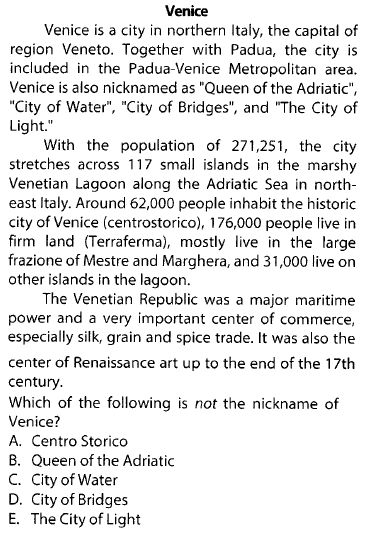 Venice
Venice is a city in northern Italy, the capital of
region Veneto. Together with Padua, the city is
included in the Padua-Venice Metropolitan area.
Venice is also nicknamed as "Queen of the Adriatic",
"City of Water", "City of Bridges", and "The City of
Light."
With the population of 271,251, the city
stretches across 117 small islands in the marshy
Venetian Lagoon along the Adriatic Sea in north-
east Italy. Around 62,000 people inhabit the historic
city of Venice (centrostorico), 176,000 people live in
firm land (Terraferma), mostly live in the large
frazione of Mestre and Marghera, and 31,000 live on
other islands in the lagoon.
The Venetian Republic was a major maritime
power and a very important center of commerce,
especially silk, grain and spice trade. It was also the
center of Renaissance art up to the end of the 17th
century.
Which of the following is not the nickname of
Venice?
A. Centro Storico
B. Queen of the Adriatic
C. City of Water
D. City of Bridges
E. The City of Light